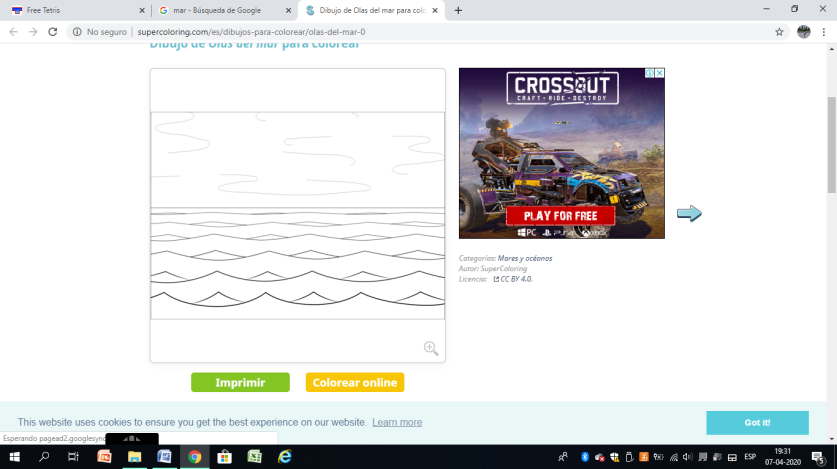 Free Tetris
mar - Búsqueda de Google
Dibujo de Olas del mar para colo
No seguro | supercoloring.com/es/dibujos-para-colorear/olas-del-mar-0
Dibujo de Olas del mar para colorear
CROSSOUT
CRAFT • RIDE • DESTROY
PLAY FOR FREE
PC PS4 XBOX
Categorías: Mares y océanos
Autor: SuperColoring
Licencia: CC BY 4.0.
Imprimir
Colorear online
This website uses cookies to ensure you get the best experience on our website. Learn more
Got it!
Esperando pagead2.googlesync
ESP
19:31
07-04-2020
5